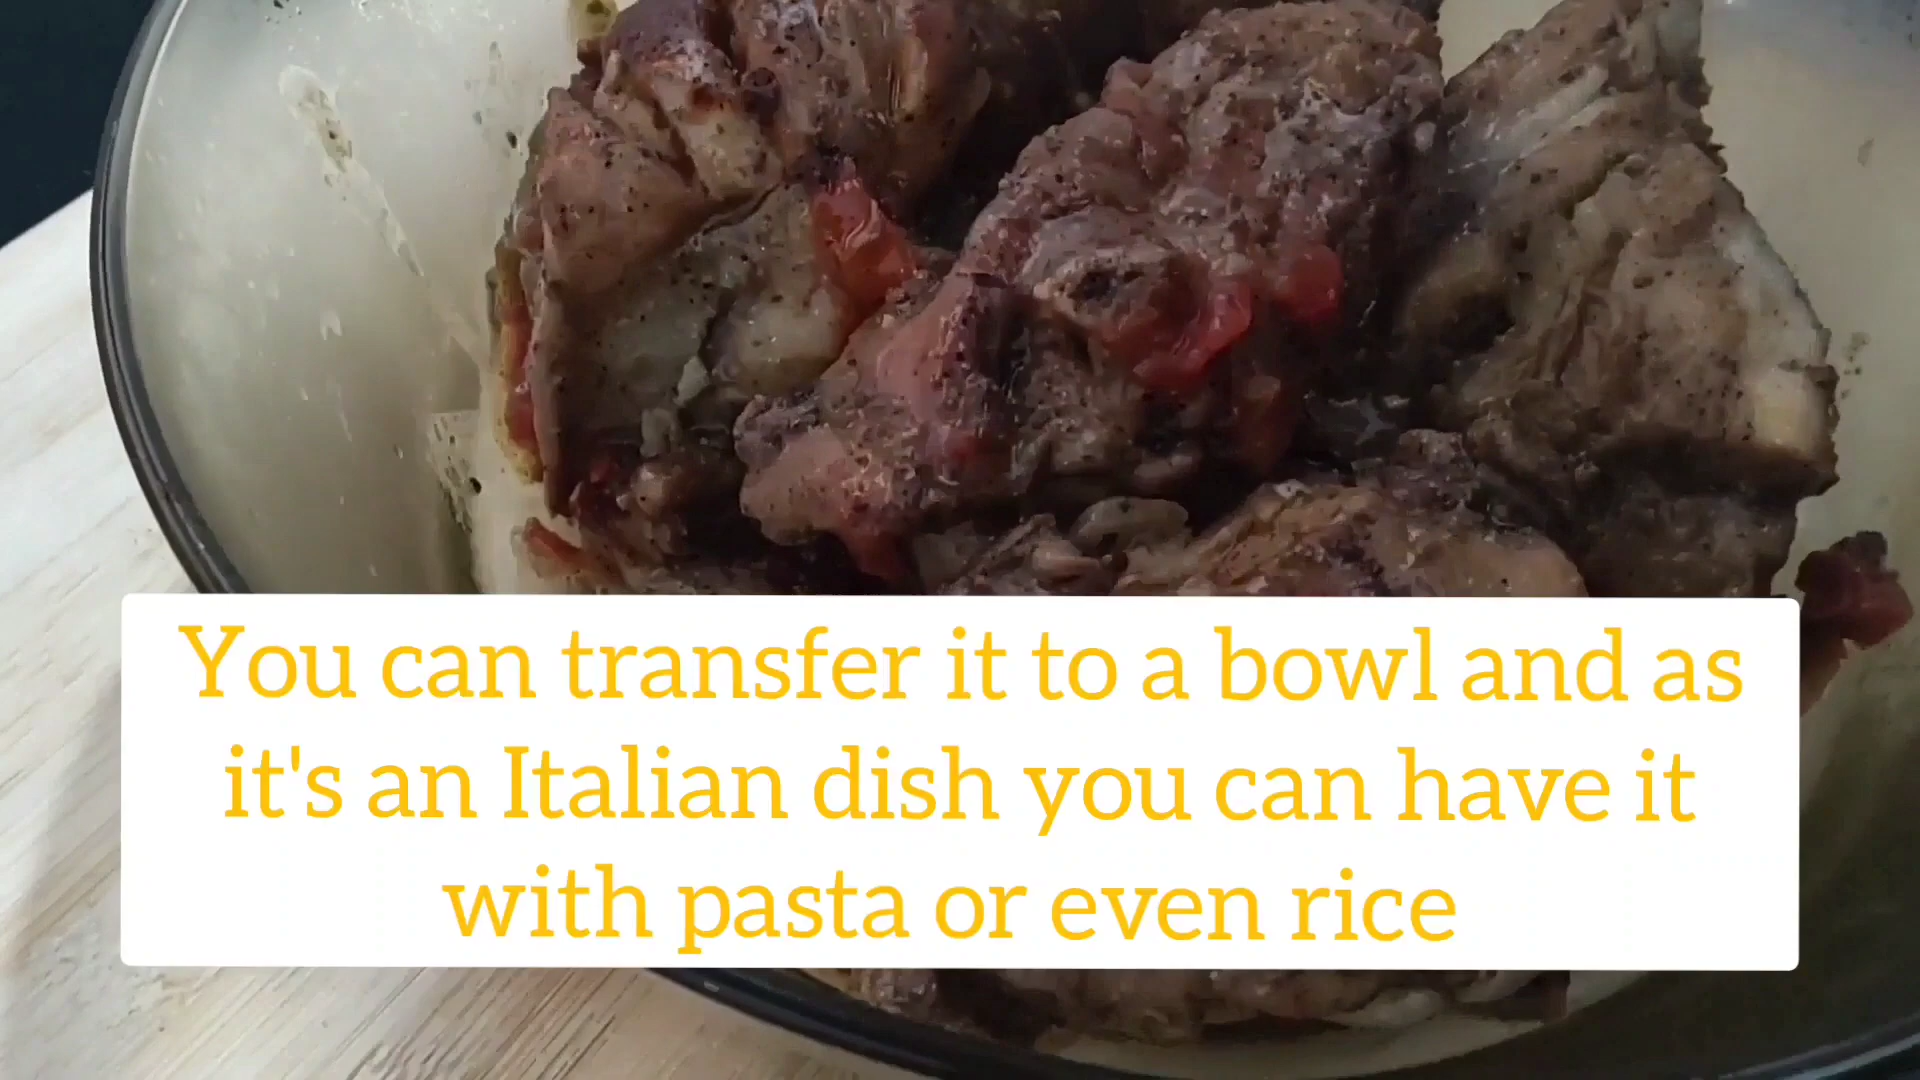 You can transfer it to a bowl and as
it's an Italian dish you can have it
with pasta or even rice